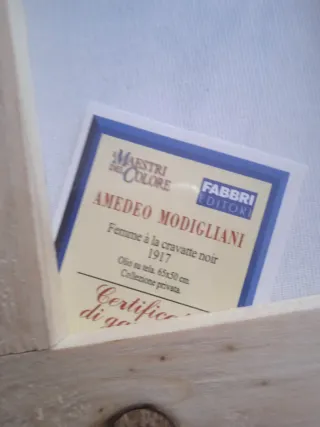 I MAESTRI
DEL COLORE
FABBRI
EDITORI
AMEDEO MODIGLIANI
Femme à la cravatte noir
1917
Olio su tela. 65x50 cm
Collezione privata.
di